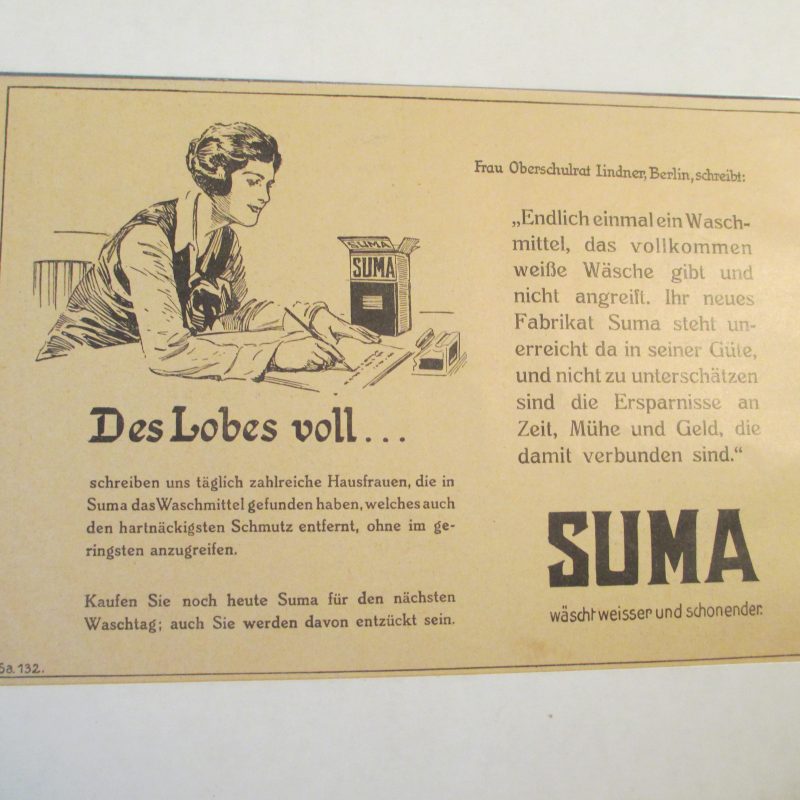 SUMA
SUMA
Des Lobes voll...
schreiben uns täglich zahlreiche Hausfrauen, die in
Suma das Waschmittel gefunden haben, welches auch
den hartnäckigsten Schmutz entfernt, ohne im ge-
ringsten anzugreifen.
Kaufen Sie noch heute Suma für den nächsten
Waschtag; auch Sie werden davon entzückt sein.
Sa. 132.
Frau Oberschulrat Lindner, Berlin, schreibt:
„Endlich einmal ein Wasch-
mittel, das vollkommen
weiße Wäsche gibt und
nicht angreift. Ihr neues
Fabrikat Suma steht un-
erreicht da in seiner Güte,
und nicht zu unterschätzen
sind die Ersparnisse an
Zeit, Mühe und Geld, die
damit verbunden sind.“
SUMA
wäscht weisser und schonender.